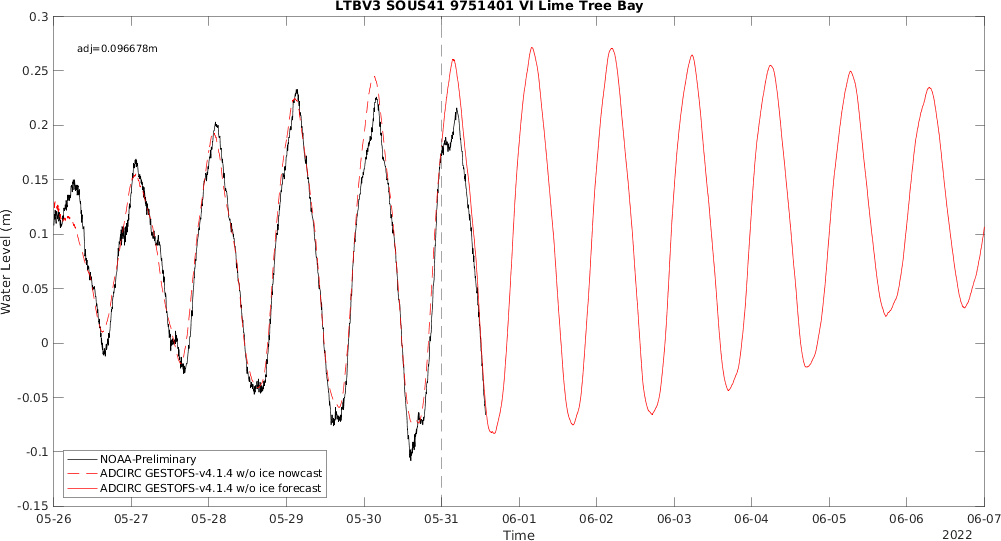 LTBV3 SOUS41 9751401 VI Lime Tree Bay
adj=0.096678m
0.3
0.25
0.2
0.15
0.1
0.05
0
-0.05
-0.1
-0.15
Water Level (m)
NOAA-Preliminary
ADCIRC GESTOFS-v4.1.4 w/o ice nowcast
ADCIRC GESTOFS-v4.1.4 w/o ice forecast
05-26 05-27 05-28 05-29 05-30 05-31 06-01 06-02 06-03 06-04 06-05 06-06 06-07
Time
2022